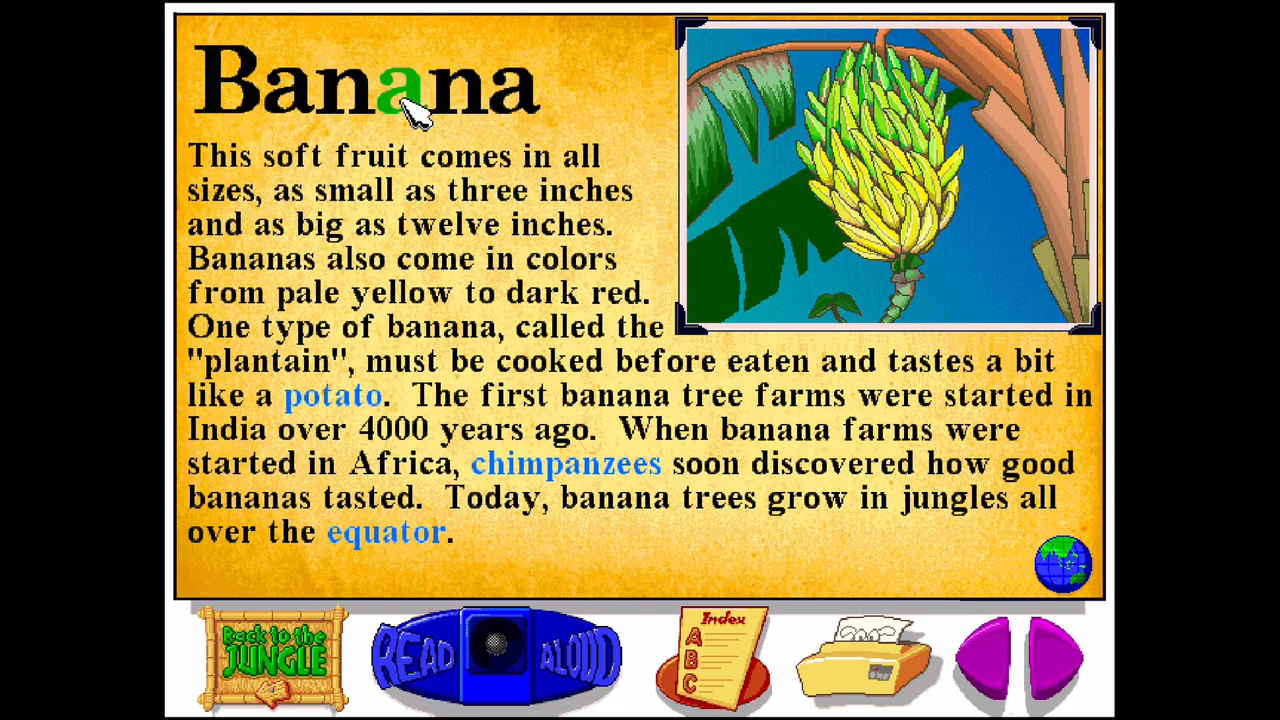 Banana
This soft fruit comes in all
sizes, as small as three inches
and as big as twelve inches.
Bananas also come in colors
from pale yellow to dark red.
One type of banana, called the
"plantain", must be cooked before eaten and tastes a bit
like a potato.  The first banana tree farms were started in
India over 4000 years ago.  When banana farms were
started in Africa, chimpanzees soon discovered how good
bananas tasted.  Today, banana trees grow in jungles all
over the equator.
Back to the
JUNGLE
READ ALOUD
Index
A
B
C